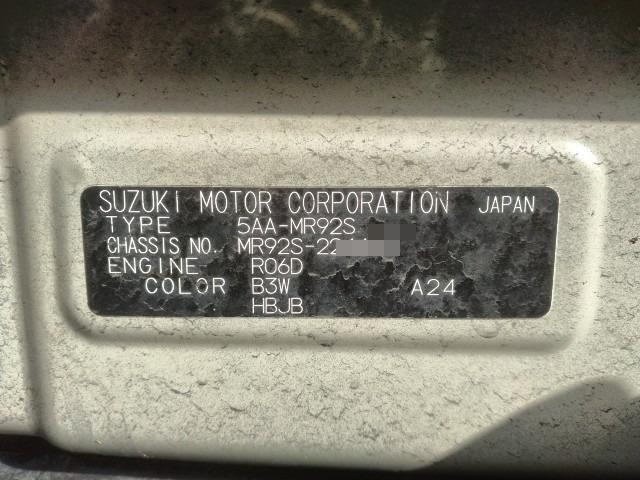 SUZUKI MOTOR CORPORATION JAPAN
TYPE 5AA-MR92S
CHASSIS NO. MR92S-22
ENGINE R06D
COLOR B3W A24
HBJB